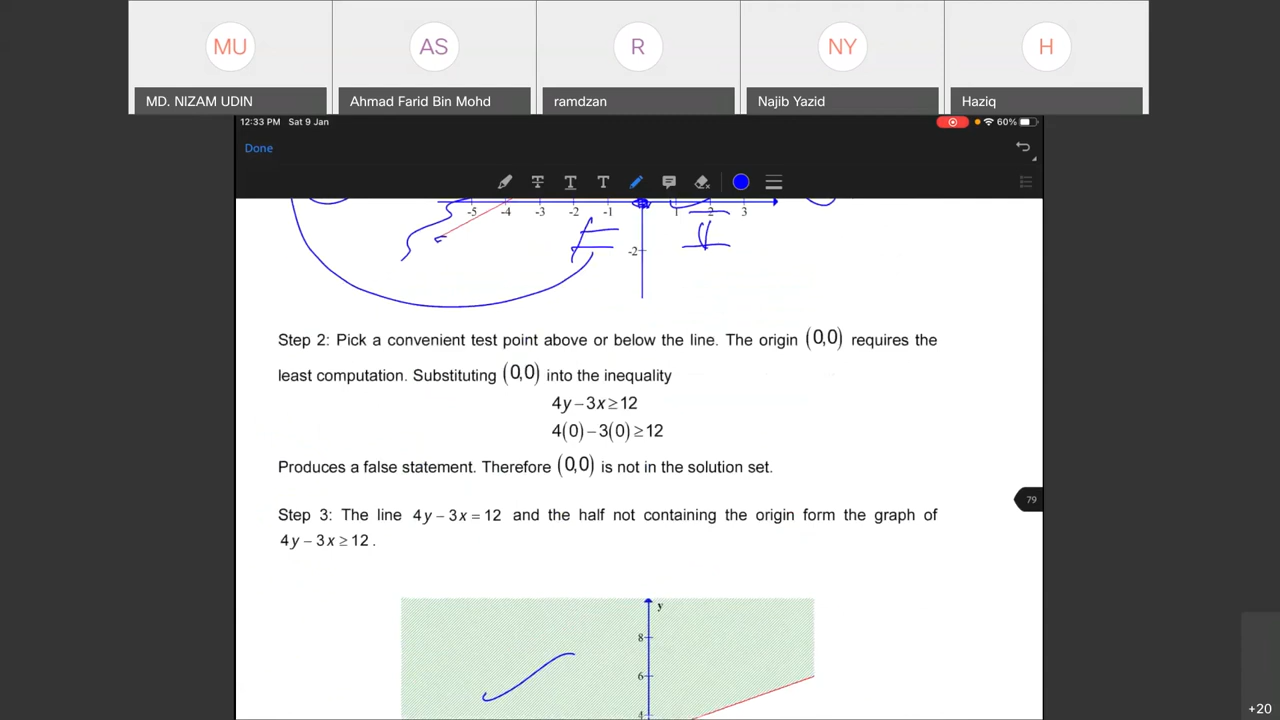 MU AS R NY H
MD. NIZAM UDIN Ahmad Farid Bin Mohd ramdzan Najib Yazid Haziq
12:33 PM Sat 9 Jan 60%
Done
T T T
-5 -4 -3 -2 -1 1 2 3
-2
II
Step 2: Pick a convenient test point above or below the line. The origin (0,0) requires the
least computation. Substituting (0,0) into the inequality
4y − 3x ≥ 12
4(0) − 3(0) ≥ 12
Produces a false statement. Therefore (0,0) is not in the solution set.
79
Step 3: The line 4y − 3x = 12 and the half not containing the origin form the graph of
4y − 3x ≥ 12 .
y
8
6
4
+20